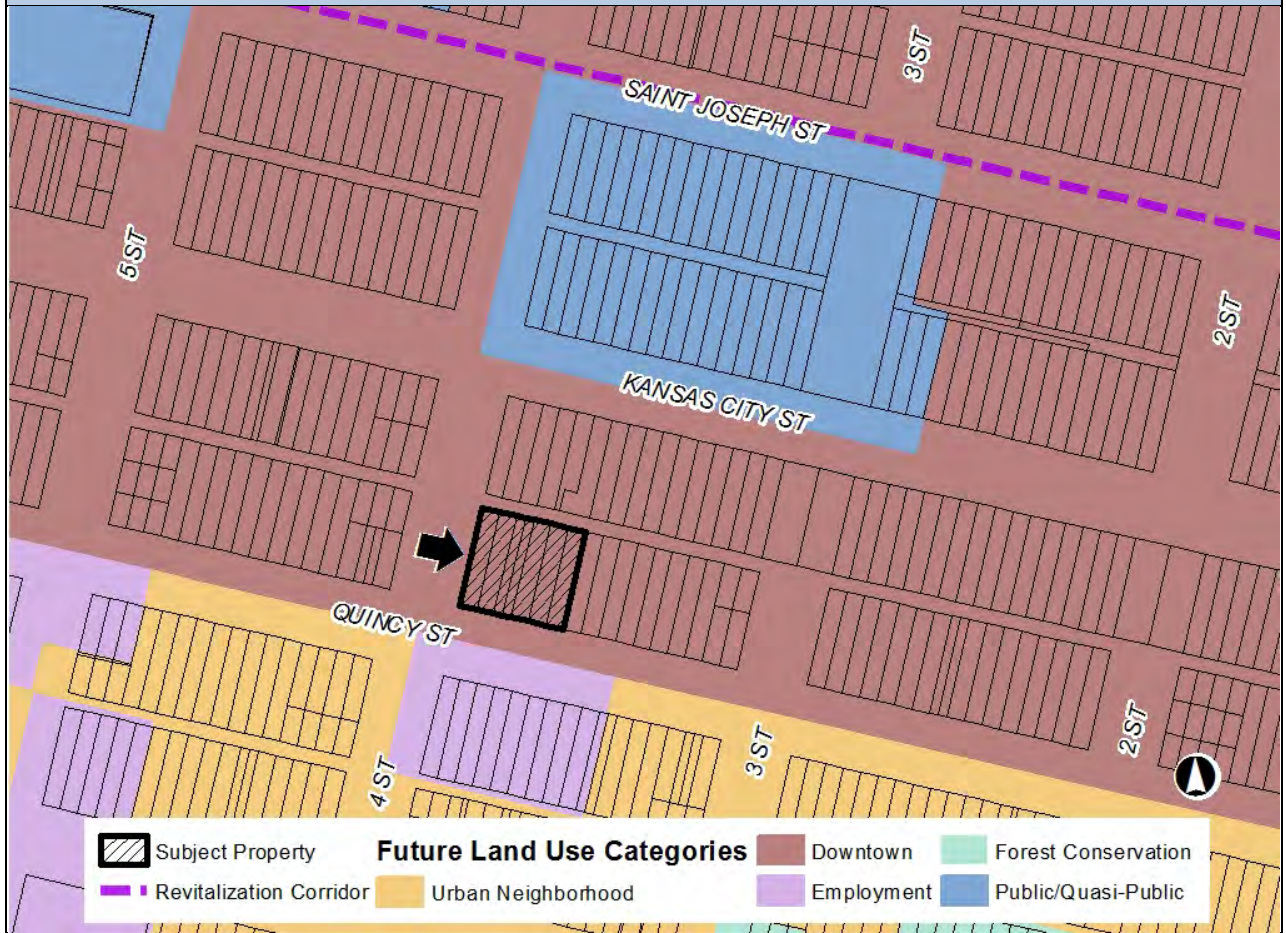 3 ST
SAINT JOSEPH ST
5 ST
2 ST
KANSAS CITY ST
QUINCY ST
2 ST
3 ST
4 ST
Subject Property
Revitalization Corridor
Future Land Use Categories
Urban Neighborhood
Downtown
Employment
Forest Conservation
Public/Quasi-Public